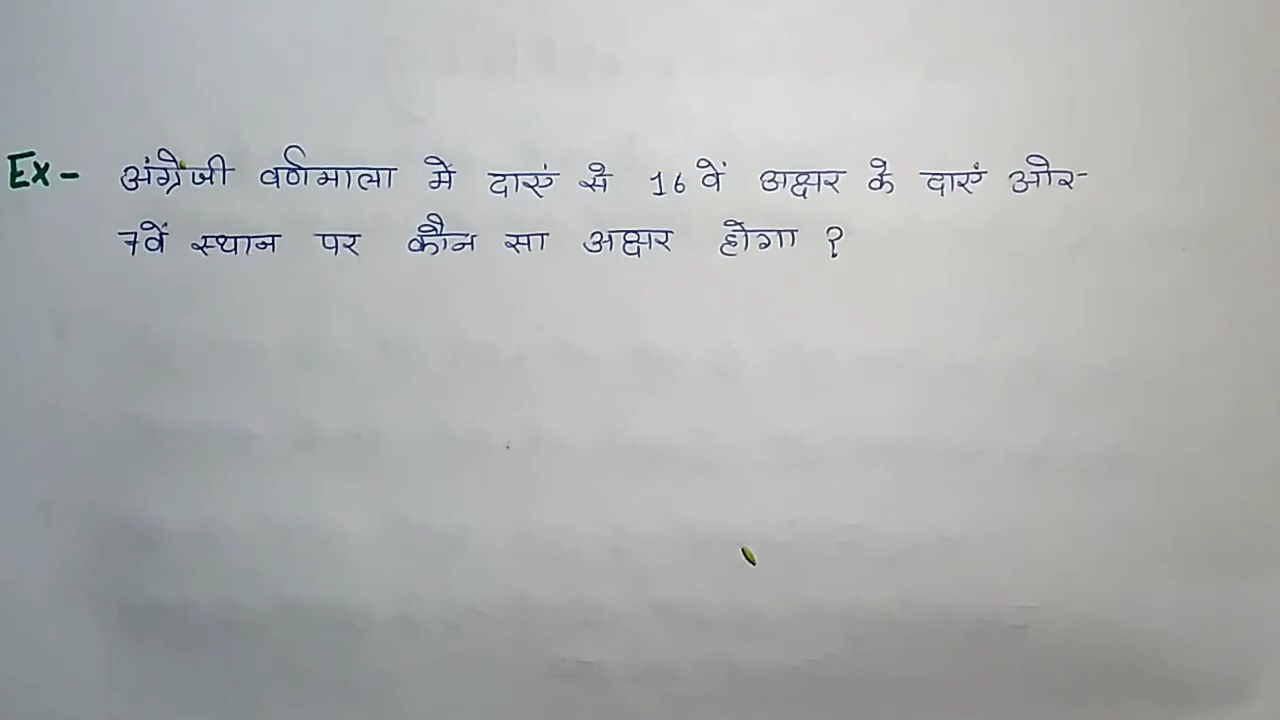 Ex- अंग्रेजी वर्णमाला में दाएं से 16 वें अक्षर के दाएं ओर
7वें स्थान पर कौन सा अक्षर होगा ?